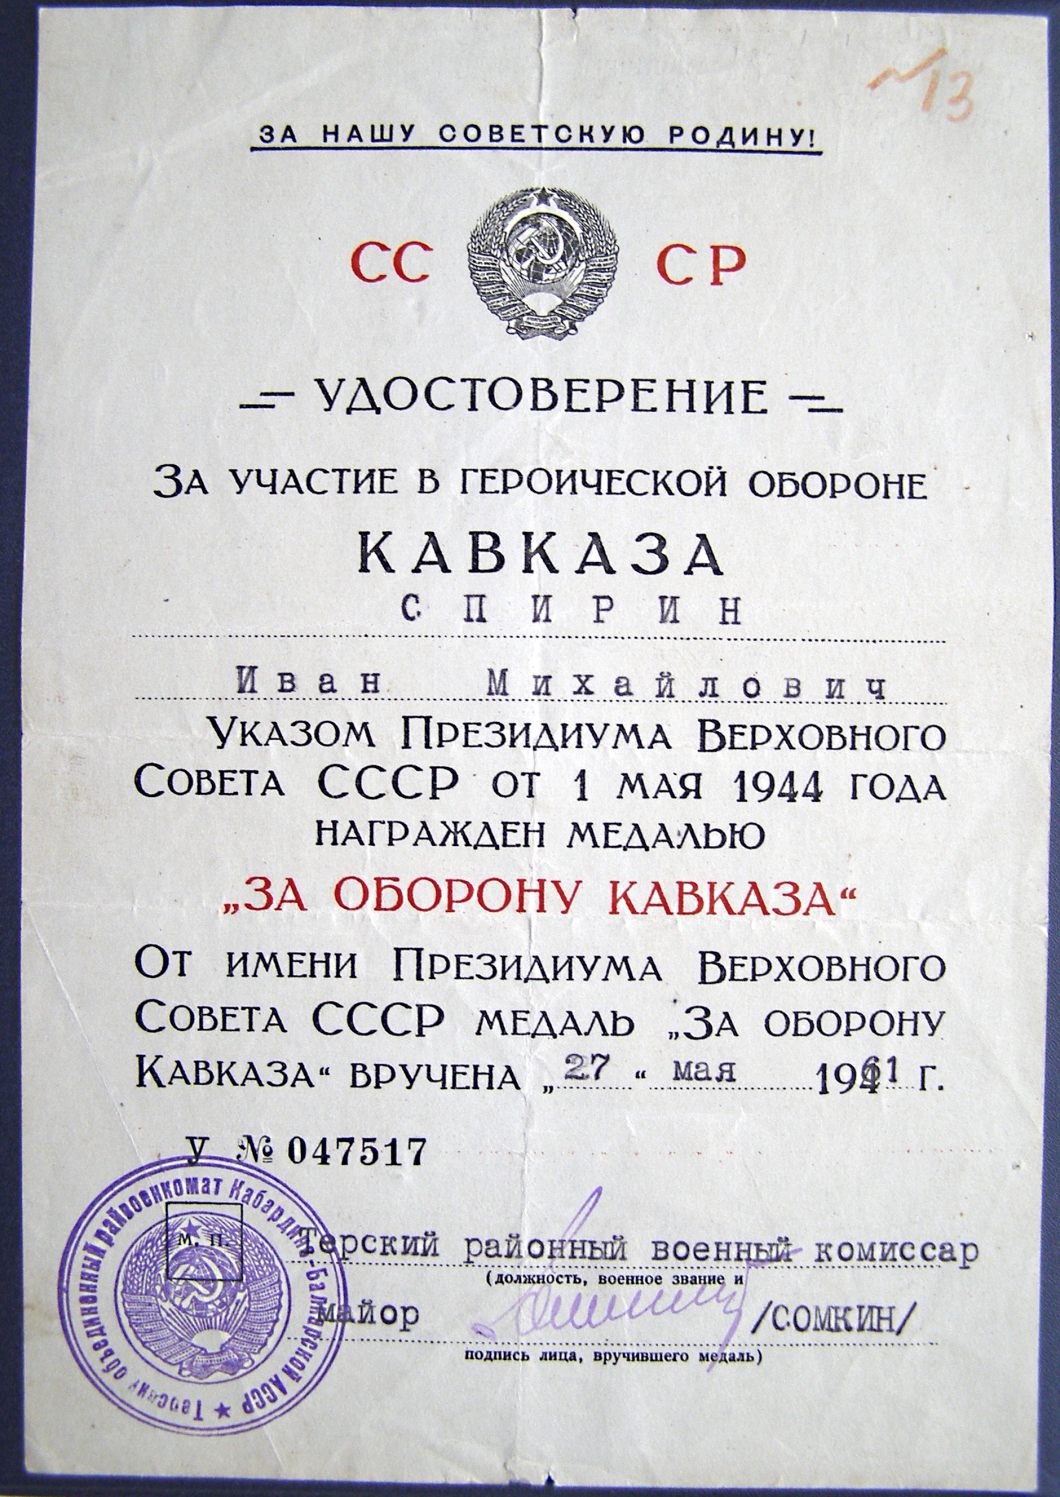 ~13
ЗА НАШУ СОВЕТСКУЮ РОДИНУ!
СС СР
УДОСТОВЕРЕНИЕ
ЗА УЧАСТИЕ В ГЕРОИЧЕСКОЙ ОБОРОНЕ
КАВКАЗА
СПИРИН
Иван Михайлович
УКАЗОМ ПРЕЗИДИУМА ВЕРХОВНОГО
СОВЕТА СССР ОТ 1 МАЯ 1944 ГОДА
НАГРАЖДЕН МЕДАЛЬЮ
„ЗА ОБОРОНУ КАВКАЗА“
ОТ ИМЕНИ ПРЕЗИДИУМА ВЕРХОВНОГО
СОВЕТА СССР МЕДАЛЬ „ЗА ОБОРОНУ
КАВКАЗА“ ВРУЧЕНА „27“ мая 1961 Г.
У № 047517
М. П.
Терский районный военный комиссар
(должность, военное звание и
майор /СОМКИН/
подпись лица, вручившего медаль)
объединенный райвоенкомат Кабардино-Балкарской АССР ★